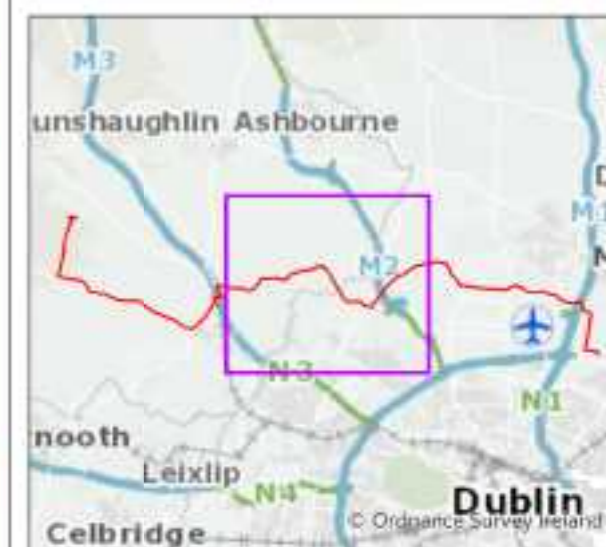 M3
unshaughlin Ashbourne
D
M1
N
M2
N3
N1
nooth
Leixlip
N4
Dublin
© Ordnance Survey Ireland
Celbridge